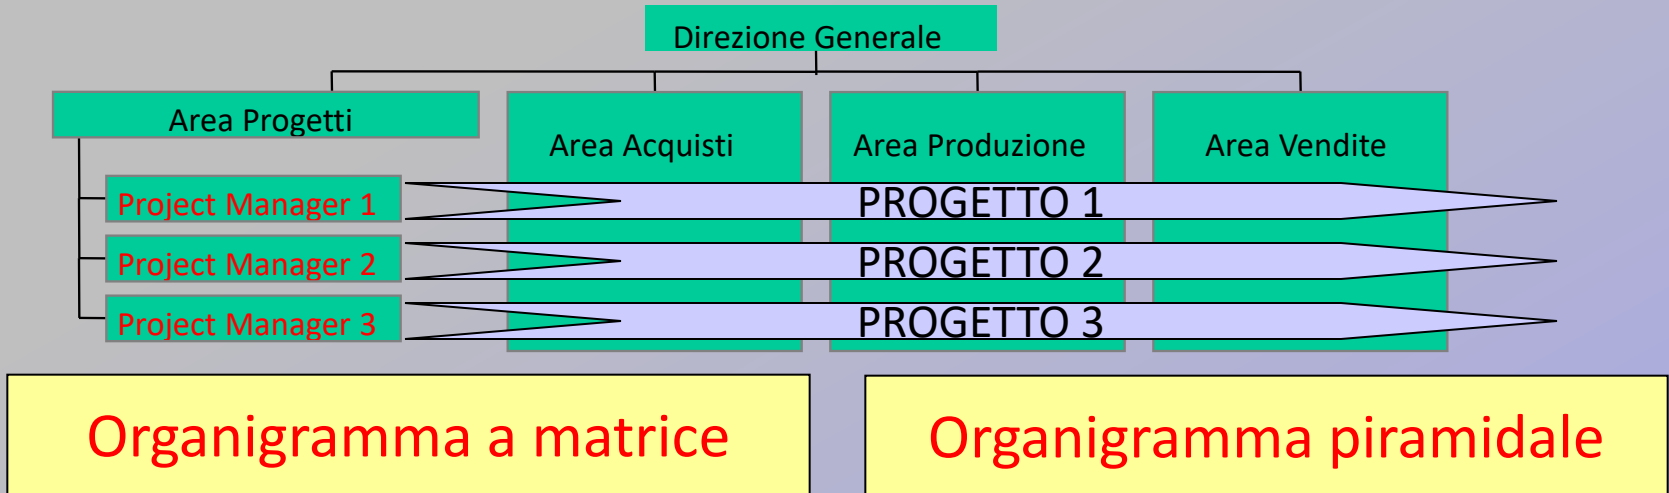 Direzione Generale
Area Progetti
Area Acquisti
Area Produzione
Area Vendite
Project Manager 1
PROGETTO 1
Project Manager 2
PROGETTO 2
Project Manager 3
PROGETTO 3
Organigramma a matrice
Organigramma piramidale